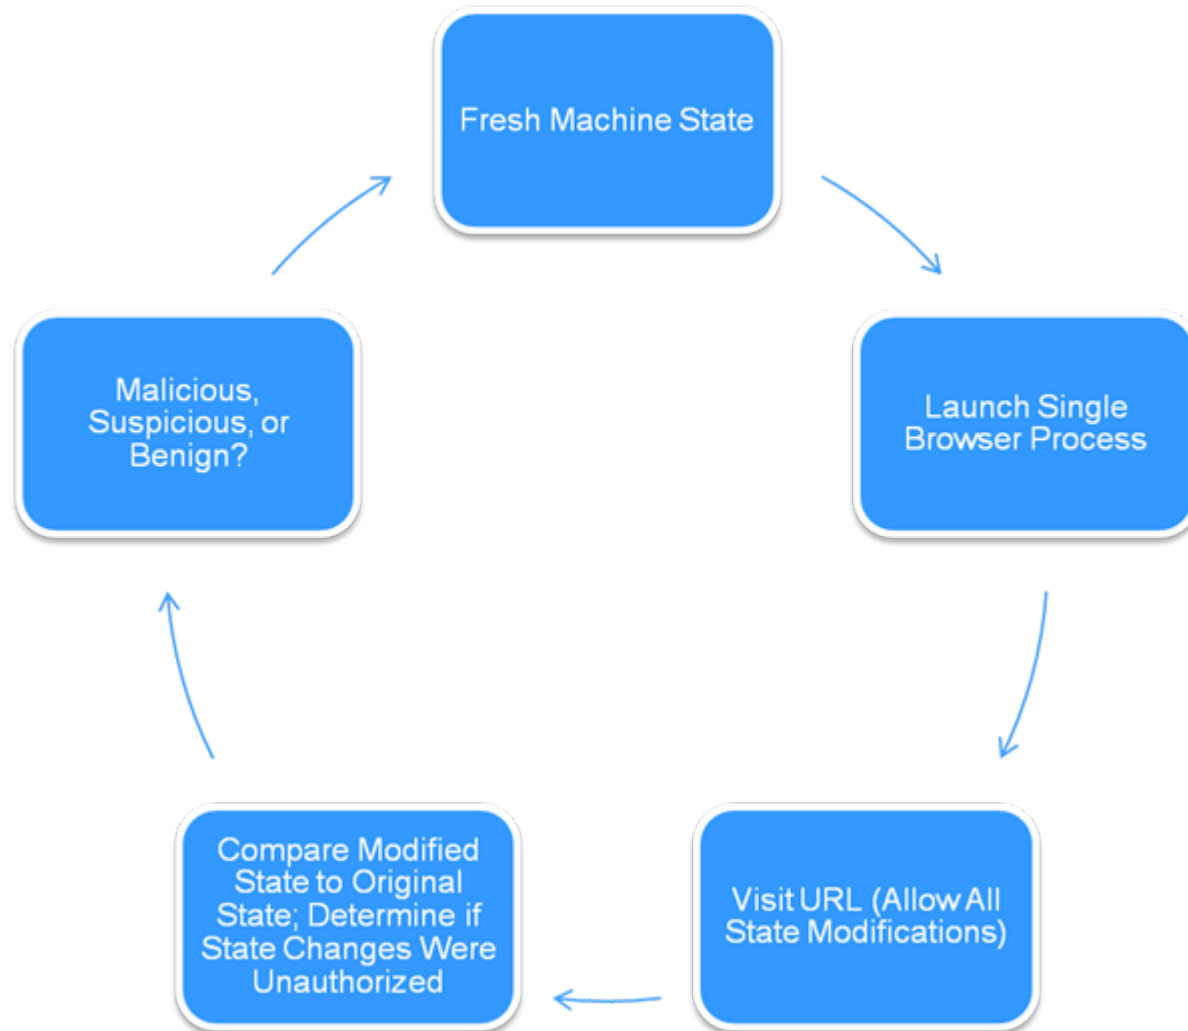 Fresh Machine State
Launch Single
Browser Process
Visit URL (Allow All
State Modifications)
Compare Modified
State to Original
State; Determine if
State Changes Were
Unauthorized
Malicious,
Suspicious, or
Benign?